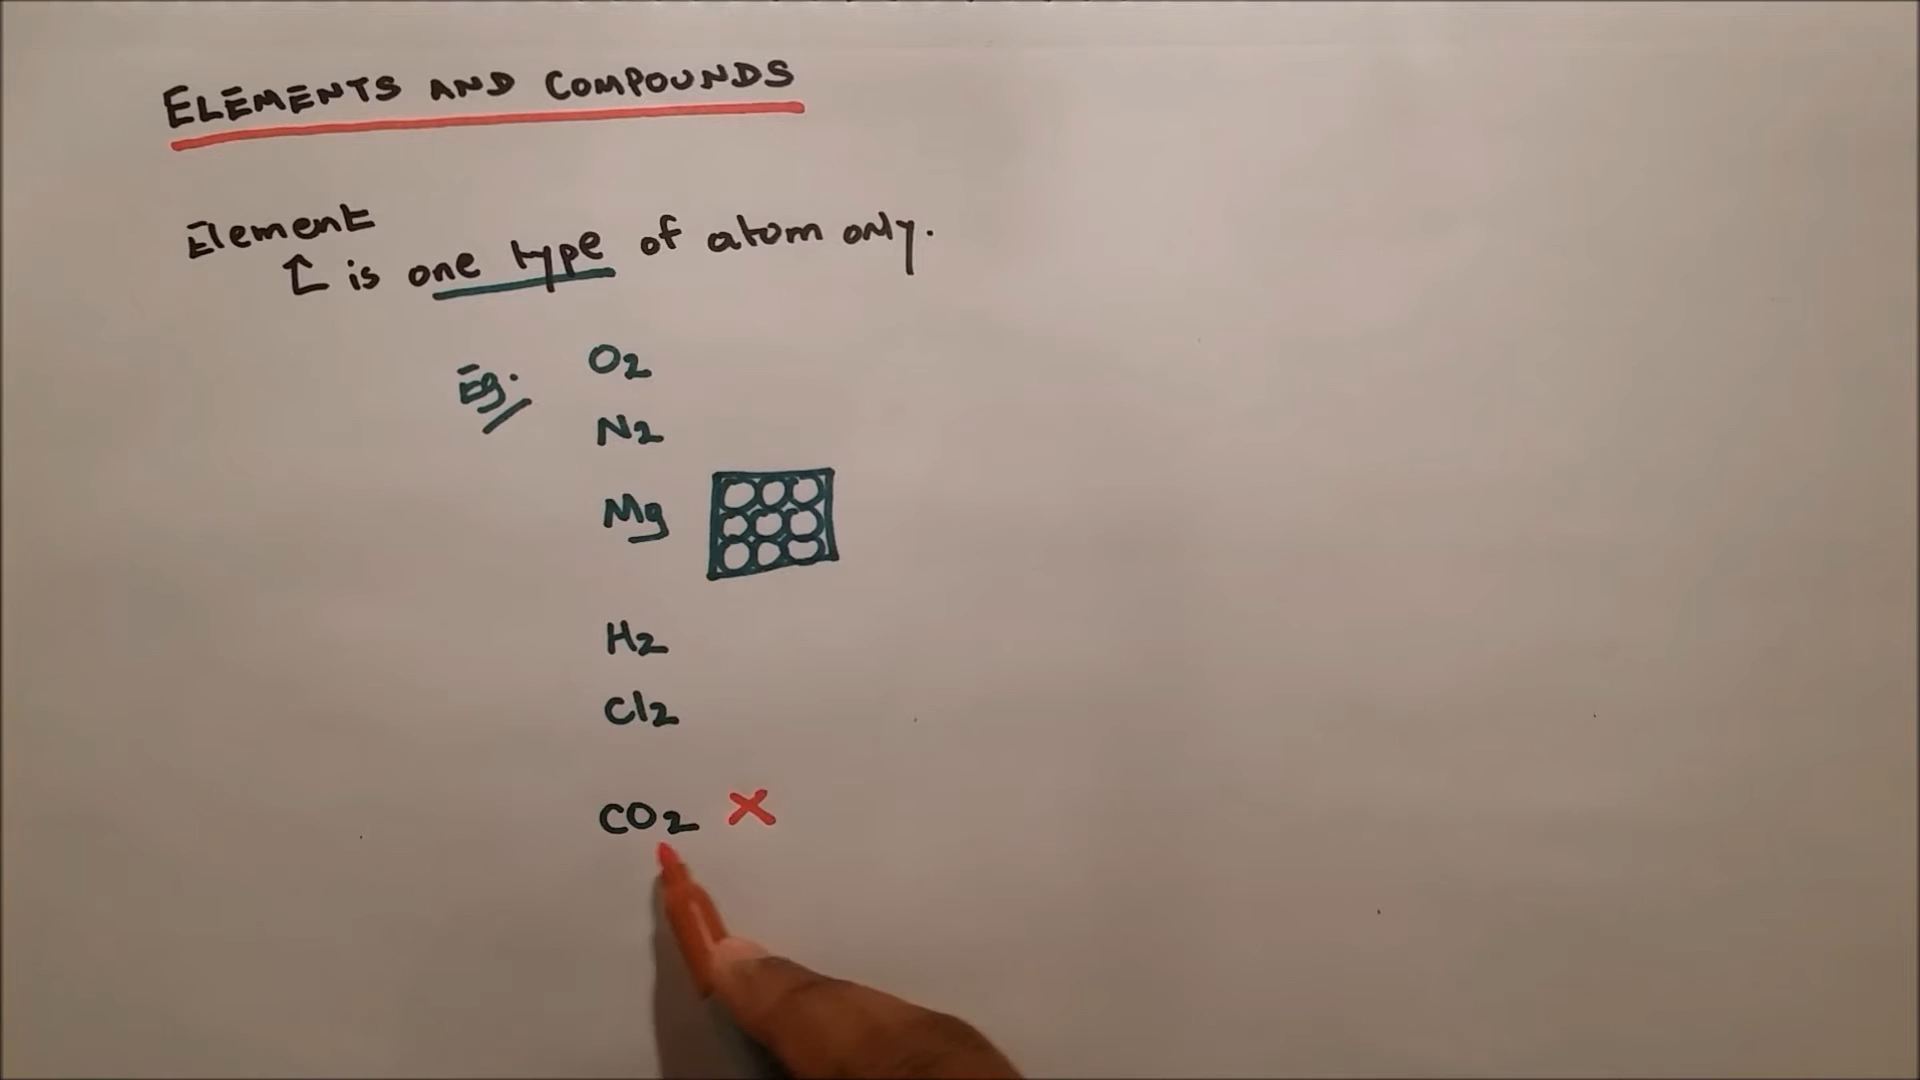 ELEMENTS AND COMPOUNDS
Element
is one type of atom only.
Eg. O2
N2
Mg
H2
Cl2
CO2 X